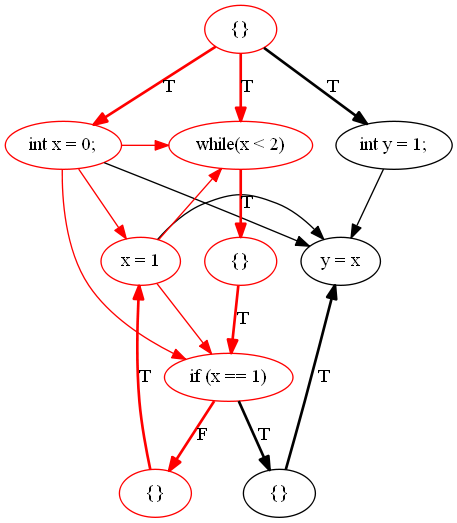 {}
T
T
T
int x = 0;
while(x < 2)
int y = 1;
T
x = 1
{}
y = x
T
if (x == 1)
T
F
T
T
{}
{}